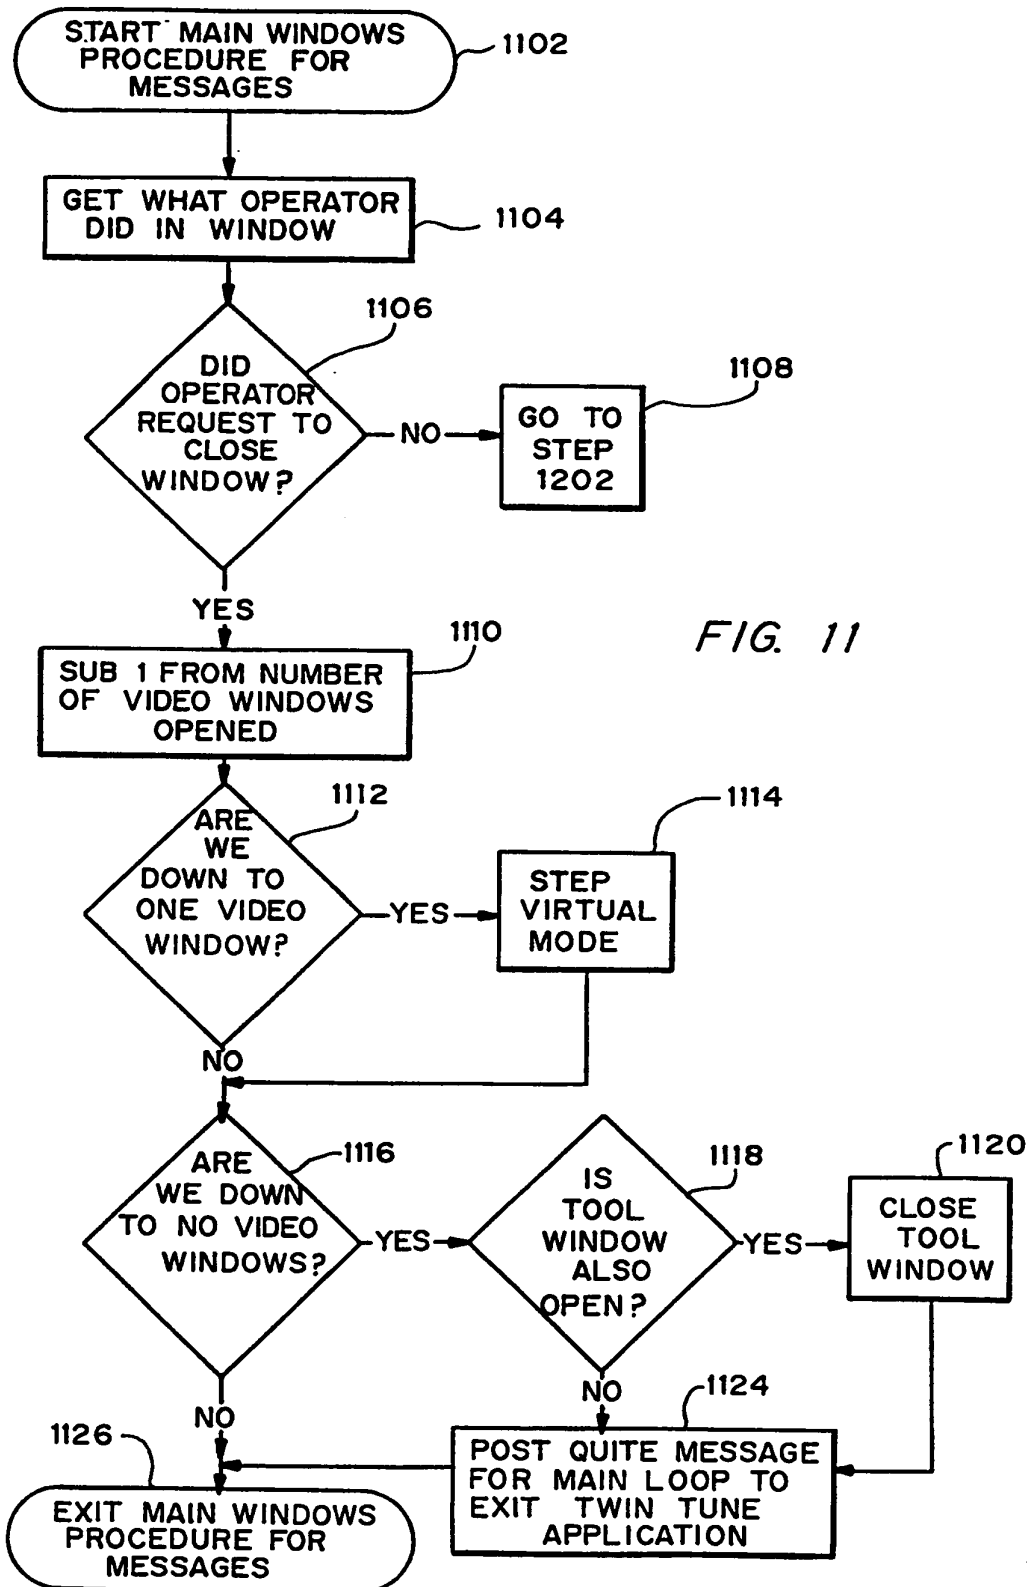 START MAIN WINDOWS
PROCEDURE FOR
MESSAGES
1102
GET WHAT OPERATOR
DID IN WINDOW
1104
1106
DID
OPERATOR
REQUEST TO
CLOSE
WINDOW?
NO
1108
GO TO
STEP
1202
YES
FIG. 11
1110
SUB 1 FROM NUMBER
OF VIDEO WINDOWS
OPENED
1112
ARE
WE
DOWN TO
ONE VIDEO
WINDOW?
YES
1114
STEP
VIRTUAL
MODE
NO
1116
ARE
WE DOWN
TO NO VIDEO
WINDOWS?
YES
1118
IS
TOOL
WINDOW
ALSO
OPEN?
YES
1120
CLOSE
TOOL
WINDOW
NO
NO
1124
POST QUITE MESSAGE
FOR MAIN LOOP TO
EXIT TWIN TUNE
APPLICATION
1126
EXIT MAIN WINDOWS
PROCEDURE FOR
MESSAGES